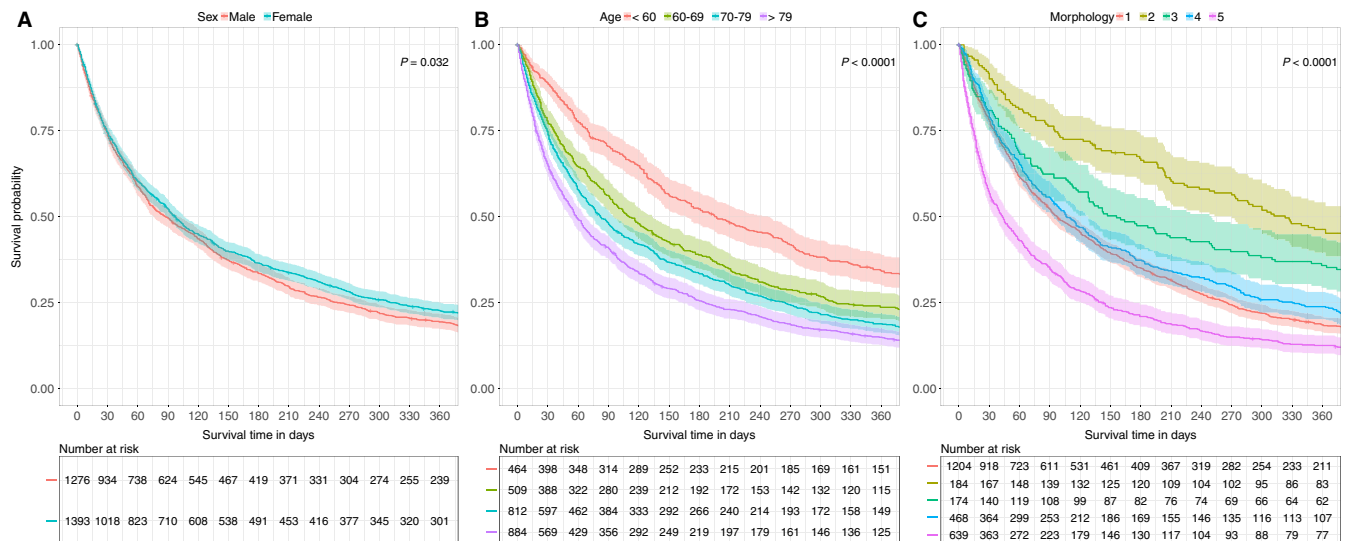 A
Sex Male Female
P = 0.032
Survival probability
1.00
0.75
0.50
0.25
0.00
0 30 60 90 120 150 180 210 240 270 300 330 360
Survival time in days
Number at risk
1276 934 738 624 545 467 419 371 331 304 274 255 239
1393 1018 823 710 608 538 491 453 416 377 345 320 301
B
Age < 60 60-69 70-79 > 79
P < 0.0001
1.00
0.75
0.50
0.25
0.00
0 30 60 90 120 150 180 210 240 270 300 330 360
Survival time in days
Number at risk
464 398 348 314 289 252 233 215 201 185 169 161 151
509 388 322 280 239 212 192 172 153 142 132 120 115
812 597 462 384 333 292 266 240 214 193 172 158 149
884 569 429 356 292 249 219 197 179 161 146 136 125
C
Morphology 1 2 3 4 5
P < 0.0001
1.00
0.75
0.50
0.25
0.00
0 30 60 90 120 150 180 210 240 270 300 330 360
Survival time in days
Number at risk
1204 918 723 611 531 461 409 367 319 282 254 233 211
184 167 148 139 132 125 120 109 104 102 95 86 83
174 140 119 108 99 87 82 76 74 69 66 64 62
468 364 299 253 212 186 169 155 146 135 116 113 107
639 363 272 223 179 146 130 117 104 93 88 79 77